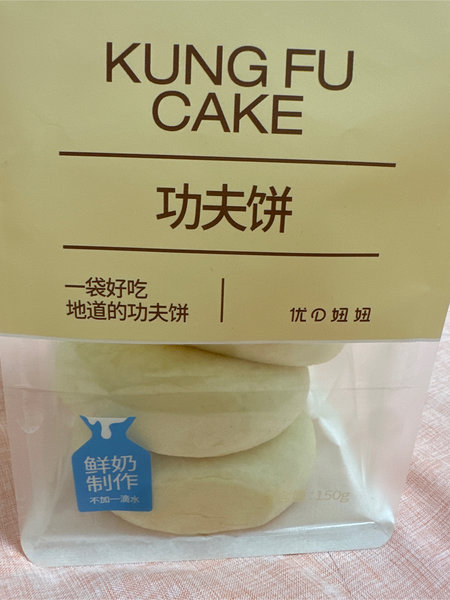 KUNG FU
CAKE
功夫饼
一袋好吃
地道的功夫饼
优の妞妞
鲜奶
制作
不加一滴水
150g